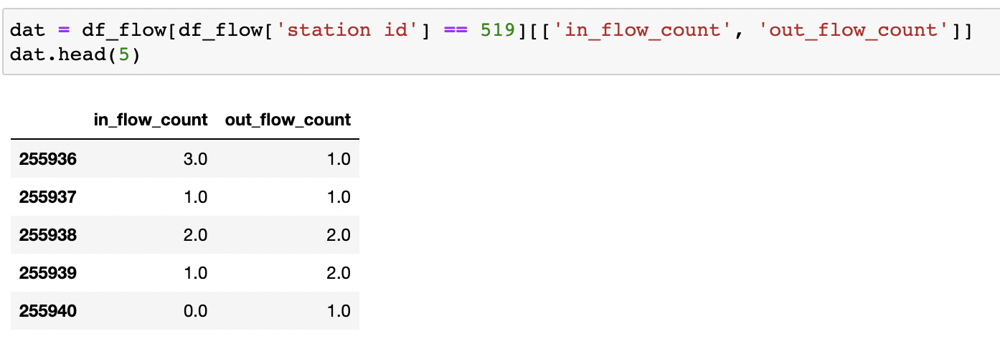 dat = df_flow[df_flow['station id'] == 519][['in_flow_count', 'out_flow_count']]
dat.head(5)
in_flow_count out_flow_count
255936 3.0 1.0
255937 1.0 1.0
255938 2.0 2.0
255939 1.0 2.0
255940 0.0 1.0